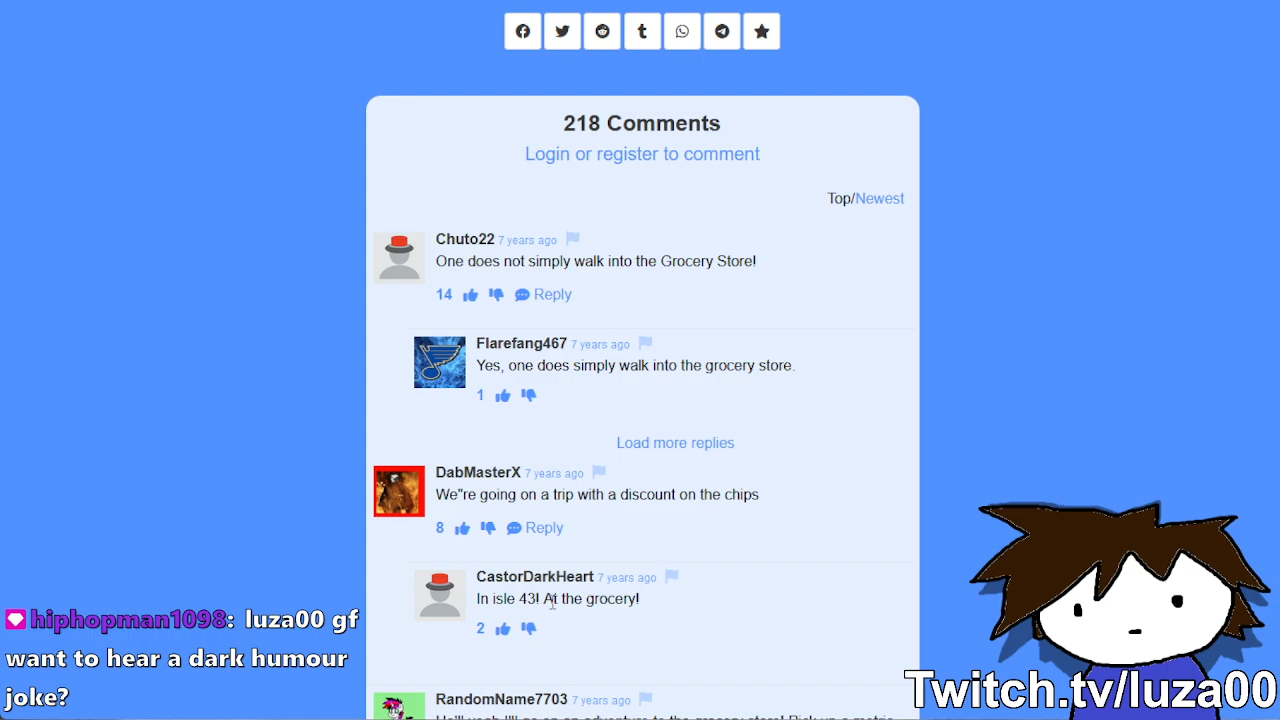 218 Comments
Login or register to comment
Top/Newest
Chuto22 7 years ago
One does not simply walk into the Grocery Store!
14 Reply
Flarefang467 7 years ago
Yes, one does simply walk into the grocery store.
1
Load more replies
DabMasterX 7 years ago
We"re going on a trip with a discount on the chips
8 Reply
CastorDarkHeart 7 years ago
In isle 43! At the grocery!
2
RandomName7703 7 years ago
hiphopman1098: luza00 gf
want to hear a dark humour
joke?
Twitch.tv/luza00